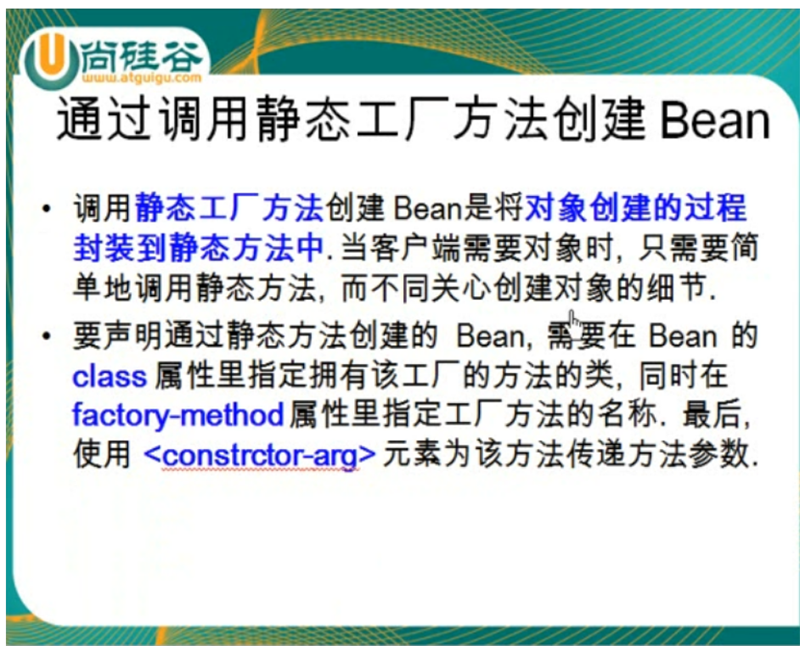 尚硅谷
www.atguigu.com
通过调用静态工厂方法创建 Bean
• 调用静态工厂方法创建 Bean是将对象创建的过程
封装到静态方法中. 当客户端需要对象时, 只需要简
单地调用静态方法, 而不同关心创建对象的细节.
• 要声明通过静态方法创建的 Bean, 需要在 Bean 的
class 属性里指定拥有该工厂的方法的类, 同时在
factory-method 属性里指定工厂方法的名称. 最后,
使用 <constrctor-arg> 元素为该方法传递方法参数.